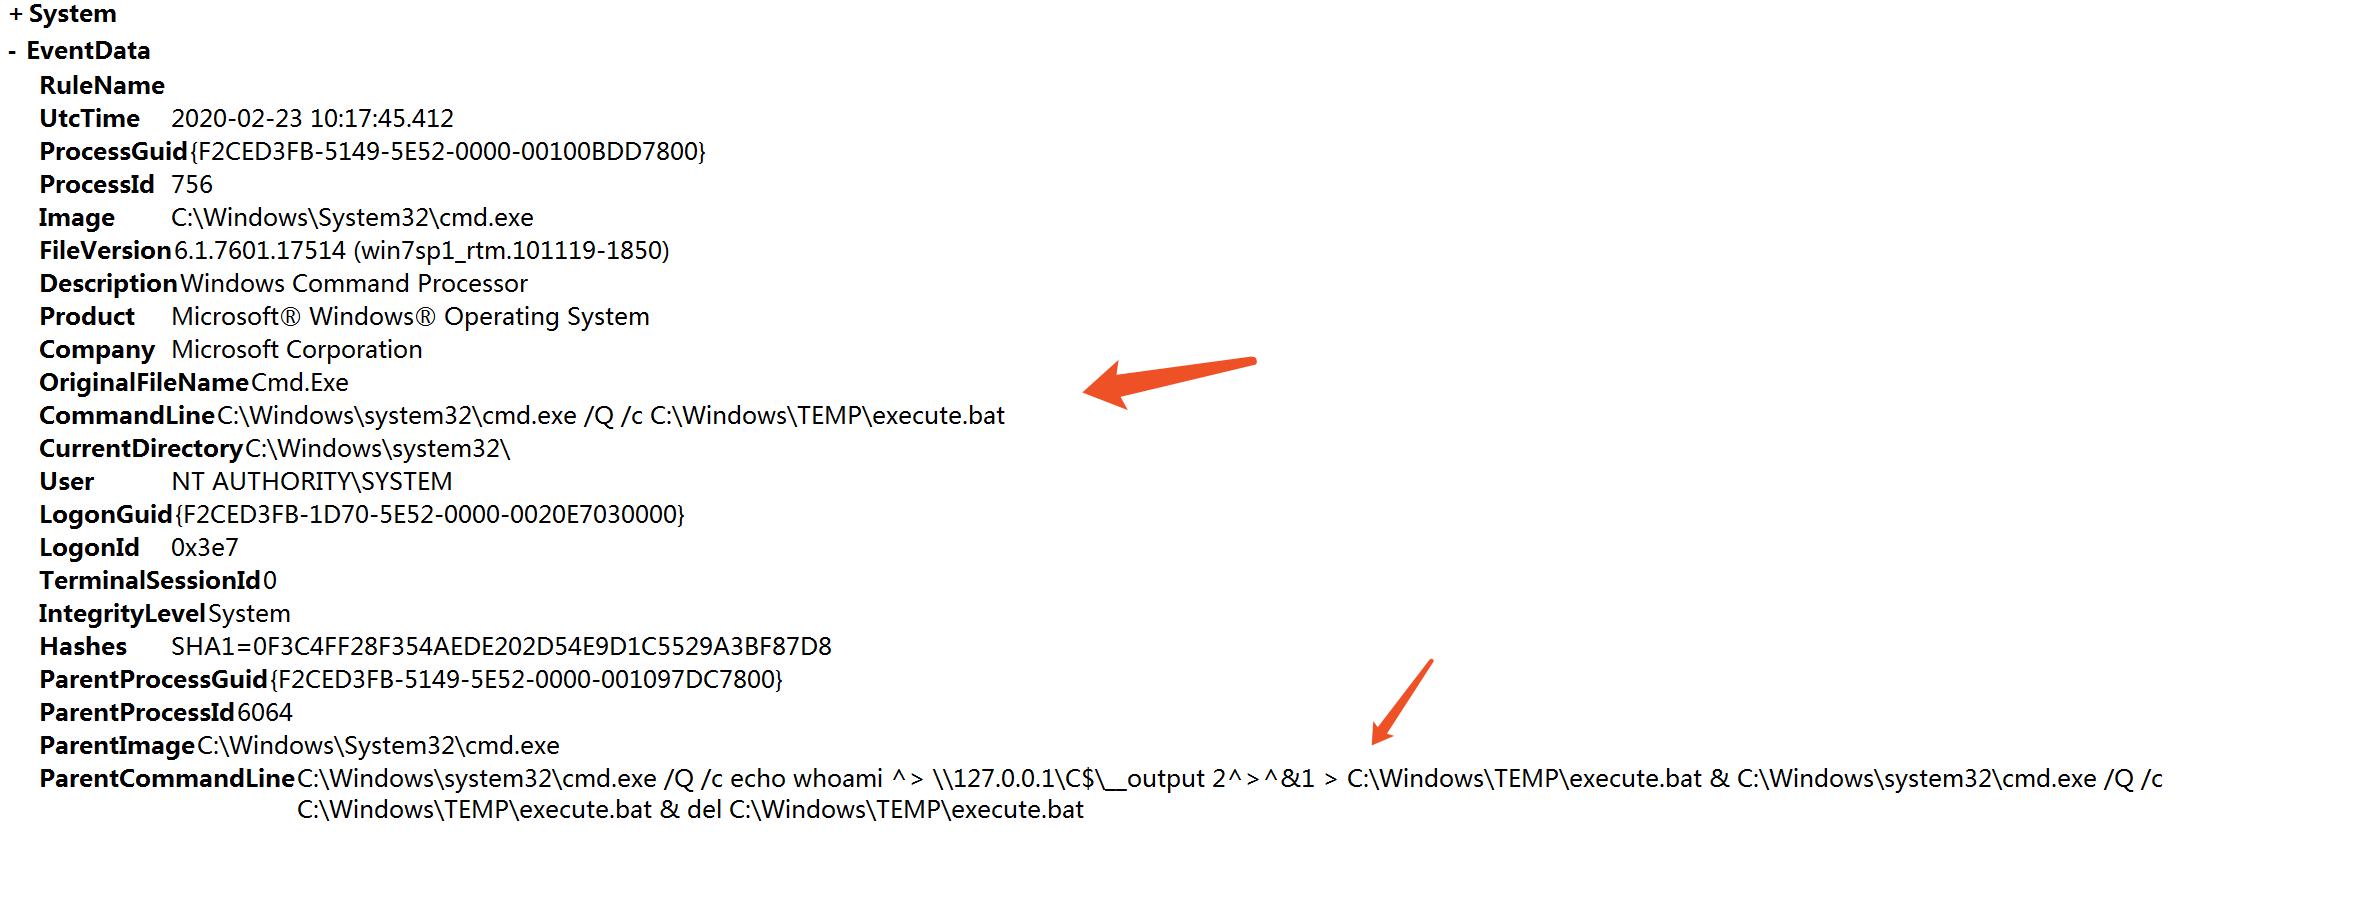 + System
- EventData
RuleName
UtcTime 2020-02-23 10:17:45.412
ProcessGuid {F2CED3FB-5149-5E52-0000-00100BDD7800}
ProcessId 756
Image C:\Windows\System32\cmd.exe
FileVersion 6.1.7601.17514 (win7sp1_rtm.101119-1850)
Description Windows Command Processor
Product Microsoft® Windows® Operating System
Company Microsoft Corporation
OriginalFileName Cmd.Exe
CommandLine C:\Windows\system32\cmd.exe /Q /c C:\Windows\TEMP\execute.bat
CurrentDirectory C:\Windows\system32\
User NT AUTHORITY\SYSTEM
LogonGuid {F2CED3FB-1D70-5E52-0000-0020E7030000}
LogonId 0x3e7
TerminalSessionId 0
IntegrityLevel System
Hashes SHA1=0F3C4FF28F354AEDE202D54E9D1C5529A3BF87D8
ParentProcessGuid {F2CED3FB-5149-5E52-0000-001097DC7800}
ParentProcessId 6064
ParentImage C:\Windows\System32\cmd.exe
ParentCommandLine C:\Windows\system32\cmd.exe /Q /c echo whoami ^> \\127.0.0.1\C$\__output 2^>^&1 > C:\Windows\TEMP\execute.bat & C:\Windows\system32\cmd.exe /Q /c
C:\Windows\TEMP\execute.bat & del C:\Windows\TEMP\execute.bat